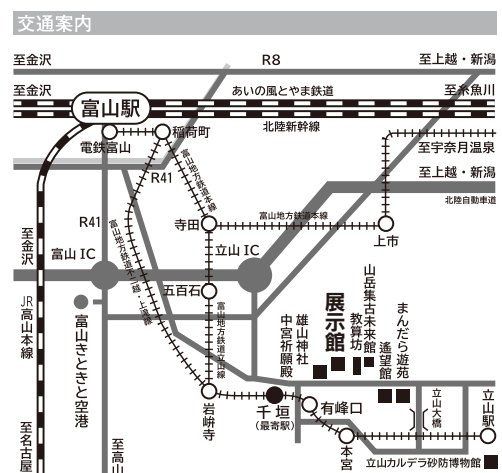 交通案内
至金沢
R8
至上越・新潟
至金沢
あいの風とやま鉄道
至糸魚川
富山駅
北陸新幹線
電鉄富山
稲荷町
至宇奈月温泉
富山地方鉄道本線
R41
至上越・新潟
北陸自動車道
R41
寺田
富山地方鉄道本線
上市
至金沢
富山IC
立山IC
富山地方鉄道不二越・上滝線
五百石
JR高山本線
富山きときと空港
富山地方鉄道立山線
雄山神社
中宮祈願殿
展示館
教算坊
山岳集古未来館
遙望館
まんだら遊苑
岩峅寺
千垣
(最寄駅)
有峰口
立山大橋
立山駅
本宮
立山カルデラ砂防博物館
至名古屋
至高山